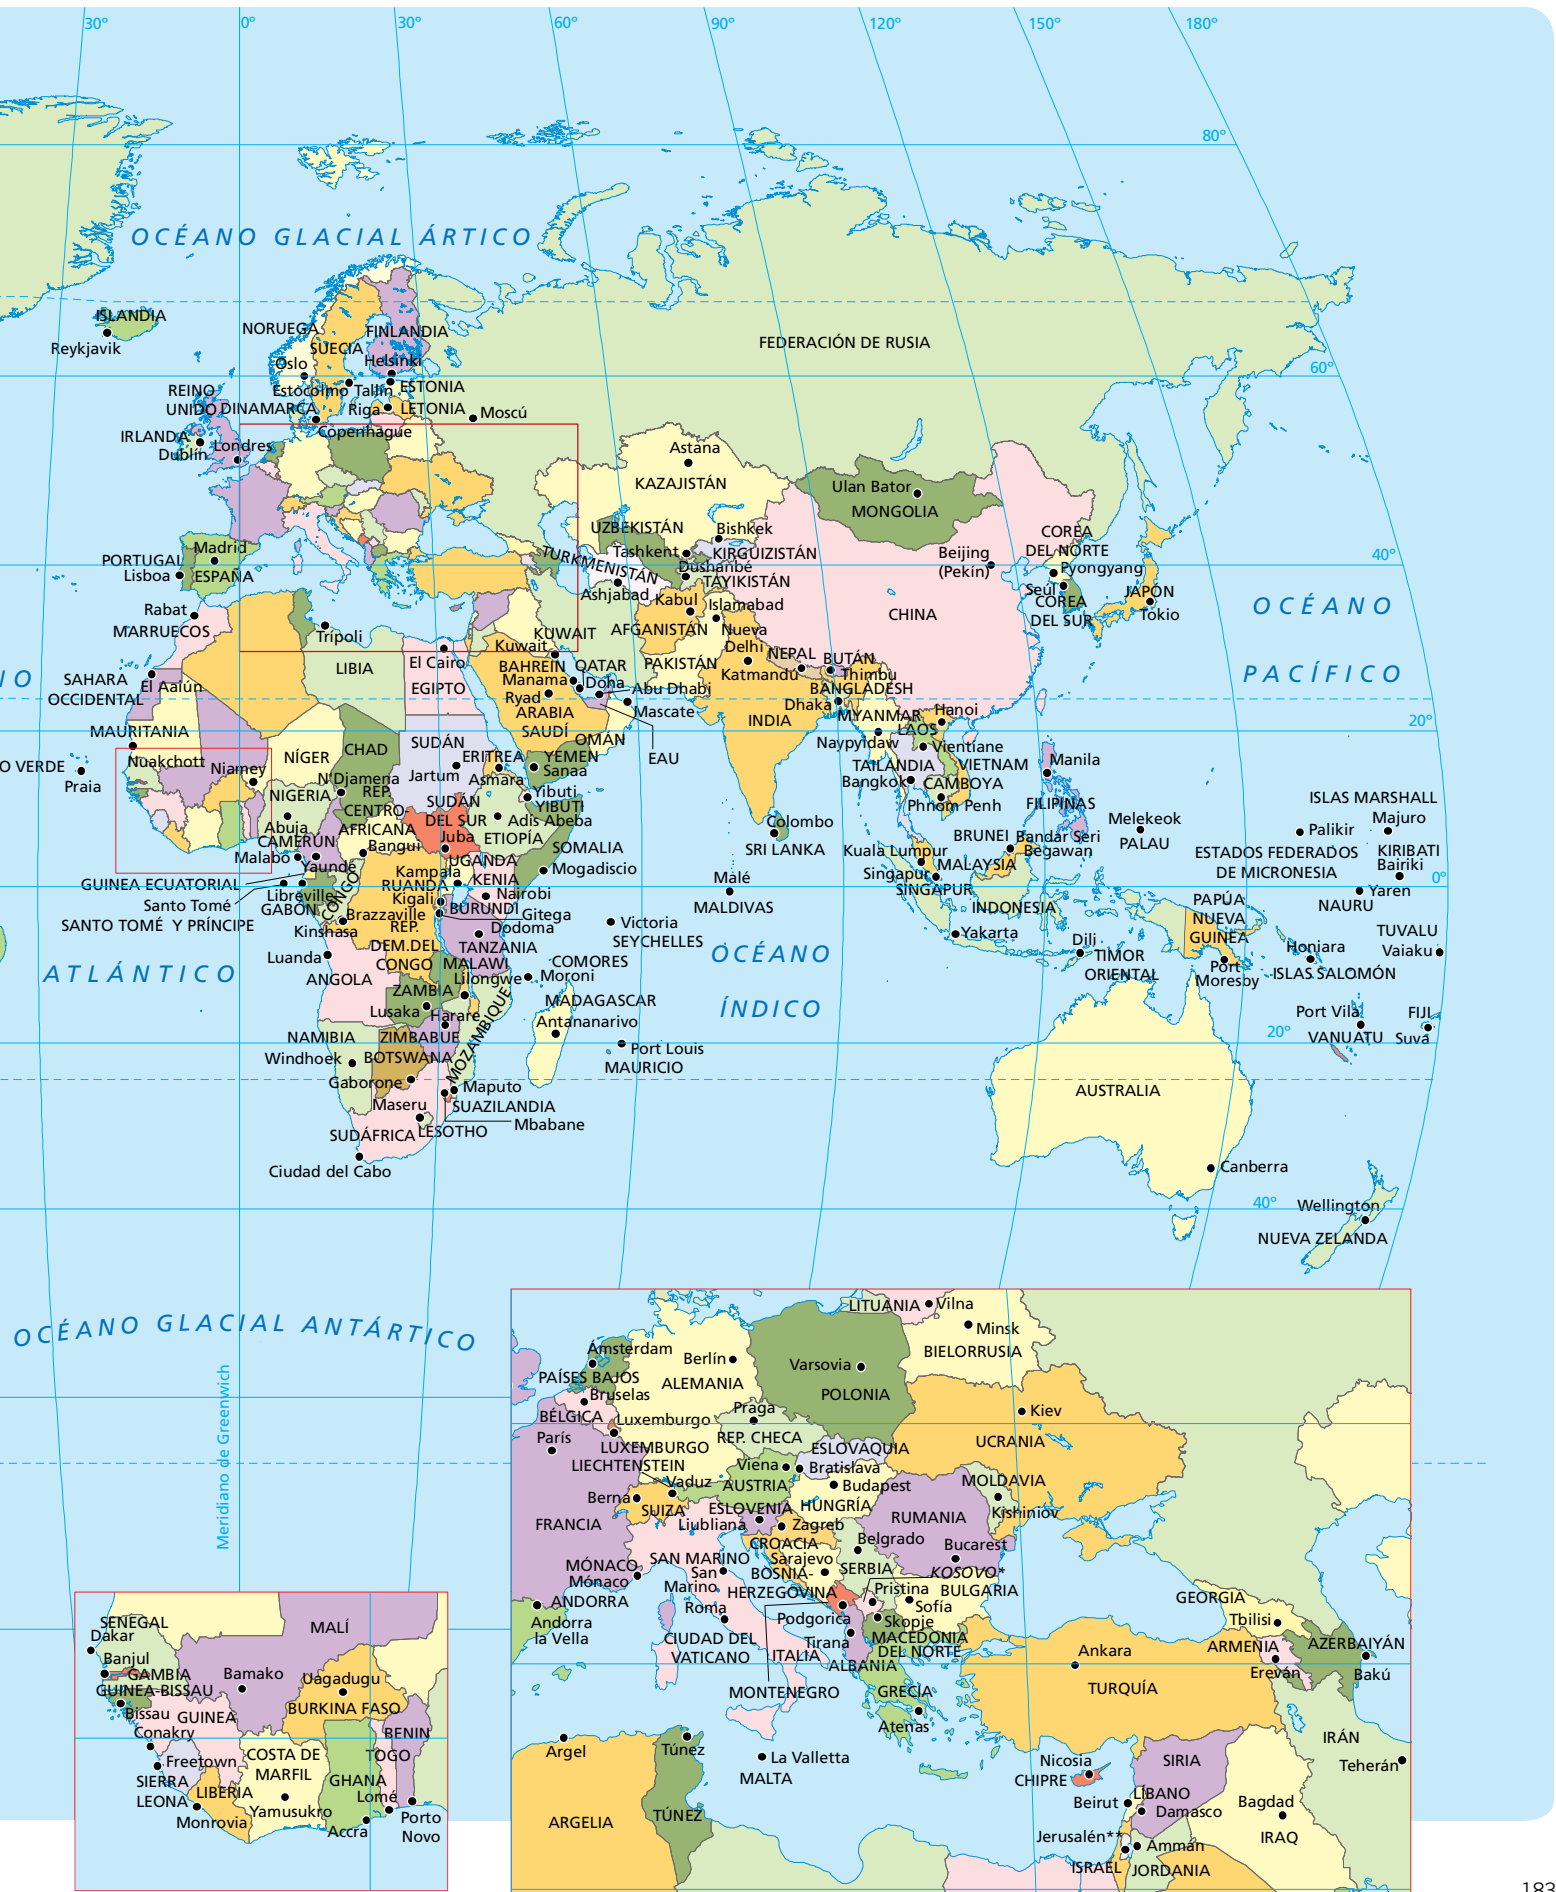 30°
0°
30°
60°
90°
120°
150°
180°
80°
OCÉANO GLACIAL ÁRTICO
ISLANDIA
Reykjavik
NORUEGA
SUECIA
FINLANDIA
Oslo
Helsinki
Estocolmo
Tallin
ESTONIA
FEDERACIÓN DE RUSIA
60°
REINO
UNIDO
DINAMARCA
Riga
LETONIA
Moscú
Copenhague
IRLANDA
Dublín
Londres
Astana
KAZAJISTÁN
Ulan Bator
MONGOLIA
UZBEKISTÁN
Bishkek
Tashkent
KIRGUIZISTÁN
TURKMENISTÁN
Dushanbé
TAYIKISTÁN
Ashjabad
COREA
DEL NORTE
Beijing
(Pekín)
Pyongyang
Seúl
COREA
DEL SUR
JAPÓN
Tokio
40°
PORTUGAL
Lisboa
Madrid
ESPAÑA
Rabat
MARRUECOS
Trípoli
LIBIA
El Cairo
EGIPTO
Kabul
Islamabad
AFGANISTÁN
Nueva
Delhi
CHINA
OCÉANO
PACÍFICO
KUWAIT
Kuwait
BAHREIN
Manama
QATAR
Doha
Abu Dhabi
Ryad
ARABIA
SAUDÍ
Mascate
OMÁN
EAU
PAKISTÁN
NEPAL
Katmandú
BUTÁN
Thimbu
BANGLADESH
Dhaka
INDIA
MYANMAR
Naypyidaw
Hanoi
LAOS
Vientiane
TAILANDIA
VIETNAM
Bangkok
CAMBOYA
Phnom Penh
Manila
FILIPINAS
20°
IO
SAHARA
OCCIDENTAL
El Aalún
MAURITANIA
Nuakchott
O VERDE
Praia
Niamey
NÍGER
CHAD
SUDÁN
Jartum
ERITREA
Asmara
YEMEN
Sanaa
N'Djamena
NIGERIA
Abuja
REP.
CENTRO-
AFRICANA
Bangui
SUDÁN
DEL SUR
Juba
Yibuti
YIBUTI
Adis Abeba
ETIOPÍA
SOMALIA
Mogadiscio
CAMERÚN
Malabo
Yaundé
GUINEA ECUATORIAL
Santo Tomé
SANTO TOMÉ Y PRÍNCIPE
Libreville
GABÓN
CONGO
Brazzaville
Kinshasa
UGANDA
Kampala
KENIA
Nairobi
RUANDA
Kigali
BURUNDI
Gitega
Dodoma
TANZANIA
REP.
DEM.DEL
CONGO
Luanda
ANGOLA
MALAWI
Lilongwe
ZAMBIA
Lusaka
Harare
ZIMBABUE
MOZAMBIQUE
COMORES
Moroni
MADAGASCAR
Antananarivo
Port Louis
MAURICIO
NAMIBIA
Windhoek
BOTSWANA
Gaborone
Maputo
SUAZILANDIA
Mbabane
Maseru
LESOTHO
SUDÁFRICA
Ciudad del Cabo
Victoria
SEYCHELLES
Colombo
SRI LANKA
Malé
MALDIVAS
BRUNEI
Bandar Seri
Begawan
Kuala Lumpur
MALAYSIA
Singapur
SINGAPUR
INDONESIA
Yakarta
Dili
TIMOR
ORIENTAL
Melekeok
PALAU
ISLAS MARSHALL
Majuro
Palikir
ESTADOS FEDERADOS
DE MICRONESIA
KIRIBATI
Bairiki
0°
Yaren
NAURU
PAPÚA
NUEVA
GUINEA
Port
Moresby
Honiara
ISLAS SALOMÓN
TUVALU
Vaiaku
Port Vila
VANUATU
FIJI
Suva
20°
OCÉANO
ÍNDICO
ATLÁNTICO
AUSTRALIA
Canberra
40°
Wellington
NUEVA ZELANDA
OCÉANO GLACIAL ANTÁRTICO
Meridiano de Greenwich
LITUANIA
Vilna
Minsk
BIELORRUSIA
Ámsterdam
PAÍSES BAJOS
Berlín
ALEMANIA
Varsovia
POLONIA
Bruselas
BÉLGICA
Luxemburgo
LUXEMBURGO
Praga
REP. CHECA
Kiev
UCRANIA
París
LIECHTENSTEIN
Vaduz
Viena
AUSTRIA
ESLOVAQUIA
Bratislava
Budapest
HUNGRÍA
MOLDAVIA
Kishiniov
Berna
SUIZA
ESLOVENIA
Liubliana
Zagreb
CROACIA
RUMANIA
Bucarest
FRANCIA
Belgrado
SERBIA
SAN MARINO
San
Marino
Sarajevo
BOSNIA-
HERZEGOVINA
KOSOVO*
Pristina
BULGARIA
Sofía
MÓNACO
Mónaco
ANDORRA
Andorra
la Vella
Roma
CIUDAD DEL
VATICANO
ITALIA
Podgorica
Tirana
ALBANIA
Skopje
MACEDONIA
DEL NORTE
MONTENEGRO
GRECIA
Atenas
GEORGIA
Tbilisi
ARMENIA
Ereván
AZERBAIYÁN
Bakú
Ankara
TURQUÍA
IRÁN
Teherán
Argel
ARGELIA
Túnez
TÚNEZ
La Valletta
MALTA
Nicosia
CHIPRE
SIRIA
LÍBANO
Beirut
Damasco
Bagdad
IRAQ
Jerusalén**
ISRAEL
Ammán
JORDANIA
SENEGAL
Dakar
Banjul
GAMBIA
GUINEA-BISSAU
Bissau
MALÍ
Bamako
Uagadugu
BURKINA FASO
GUINEA
Conakry
Freetown
SIERRA
LEONA
LIBERIA
Monrovia
COSTA DE
MARFIL
Yamusukro
GHANA
Accra
TOGO
Lomé
BENIN
Porto
Novo
183